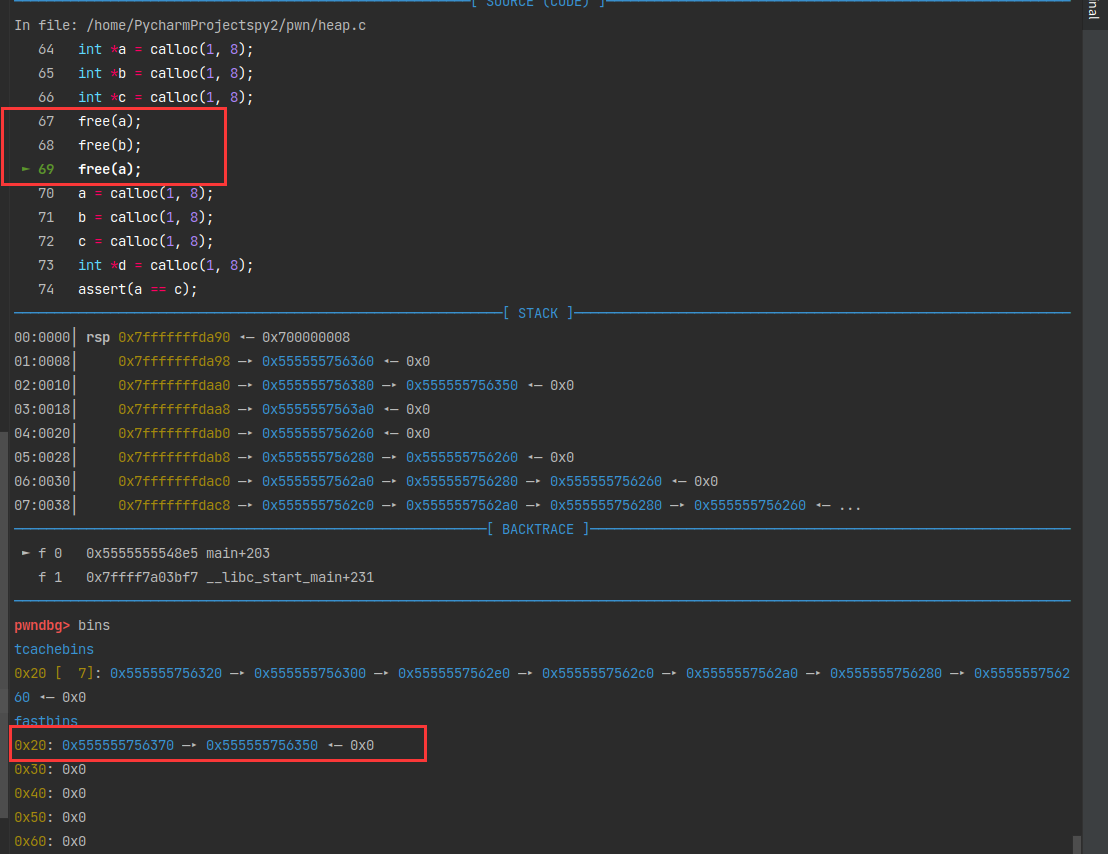 [ SOURCE (CODE) ]
nal
In file: /home/PycharmProjectspy2/pwn/heap.c
64 int *a = calloc(1, 8);
65 int *b = calloc(1, 8);
66 int *c = calloc(1, 8);
67 free(a);
68 free(b);
► 69 free(a);
70 a = calloc(1, 8);
71 b = calloc(1, 8);
72 c = calloc(1, 8);
73 int *d = calloc(1, 8);
74 assert(a == c);
[ STACK ]
00:0000│ rsp 0x7fffffffda90 ◂— 0x700000008
01:0008│ 0x7fffffffda98 —▸ 0x555555756360 ◂— 0x0
02:0010│ 0x7fffffffdaa0 —▸ 0x555555756380 —▸ 0x555555756350 ◂— 0x0
03:0018│ 0x7fffffffdaa8 —▸ 0x5555557563a0 ◂— 0x0
04:0020│ 0x7fffffffdab0 —▸ 0x555555756260 ◂— 0x0
05:0028│ 0x7fffffffdab8 —▸ 0x555555756280 —▸ 0x555555756260 ◂— 0x0
06:0030│ 0x7fffffffdac0 —▸ 0x5555557562a0 —▸ 0x555555756280 —▸ 0x555555756260 ◂— 0x0
07:0038│ 0x7fffffffdac8 —▸ 0x5555557562c0 —▸ 0x5555557562a0 —▸ 0x555555756280 —▸ 0x555555756260 ◂— ...
[ BACKTRACE ]
► f 0 0x5555555548e5 main+203
f 1 0x7ffff7a03bf7 __libc_start_main+231
pwndbg> bins
tcachebins
0x20 [ 7]: 0x555555756320 —▸ 0x555555756300 —▸ 0x5555557562e0 —▸ 0x5555557562c0 —▸ 0x5555557562a0 —▸ 0x555555756280 —▸ 0x5555557562
60 ◂— 0x0
fastbins
0x20: 0x555555756370 —▸ 0x555555756350 ◂— 0x0
0x30: 0x0
0x40: 0x0
0x50: 0x0
0x60: 0x0